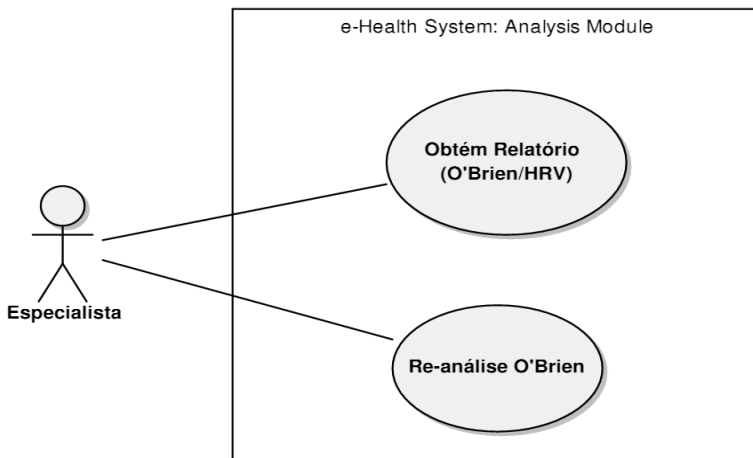 e-Health System: Analysis Module
Obtém Relatório
(O'Brien/HRV)
Especialista
Re-análise O'Brien